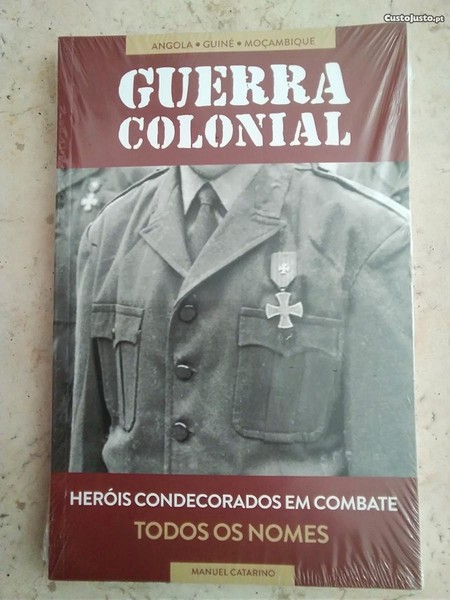 CustoJusto.pt
ANGOLA • GUINÉ • MOÇAMBIQUE
GUERRA
COLONIAL
HERÓIS CONDECORADOS EM COMBATE
TODOS OS NOMES
MANUEL CATARINO